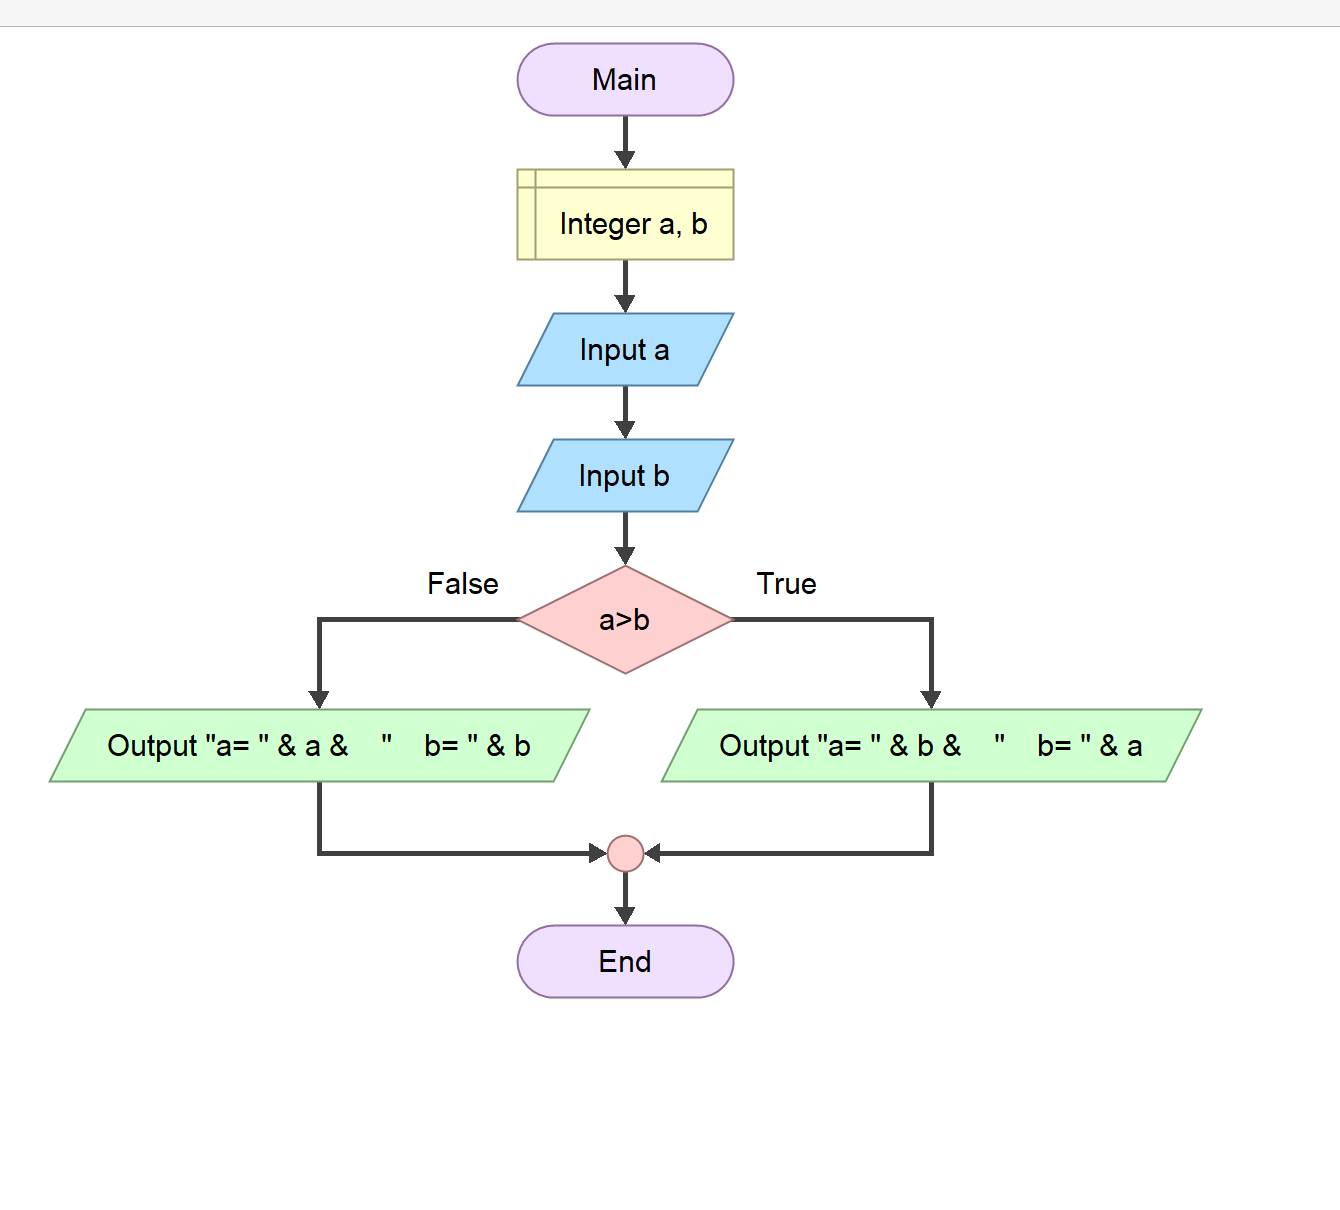 Main
Integer a, b
Input a
Input b
False
True
a>b
Output "a= " & a &    "    b= " & b
Output "a= " & b &    "    b= " & a
End